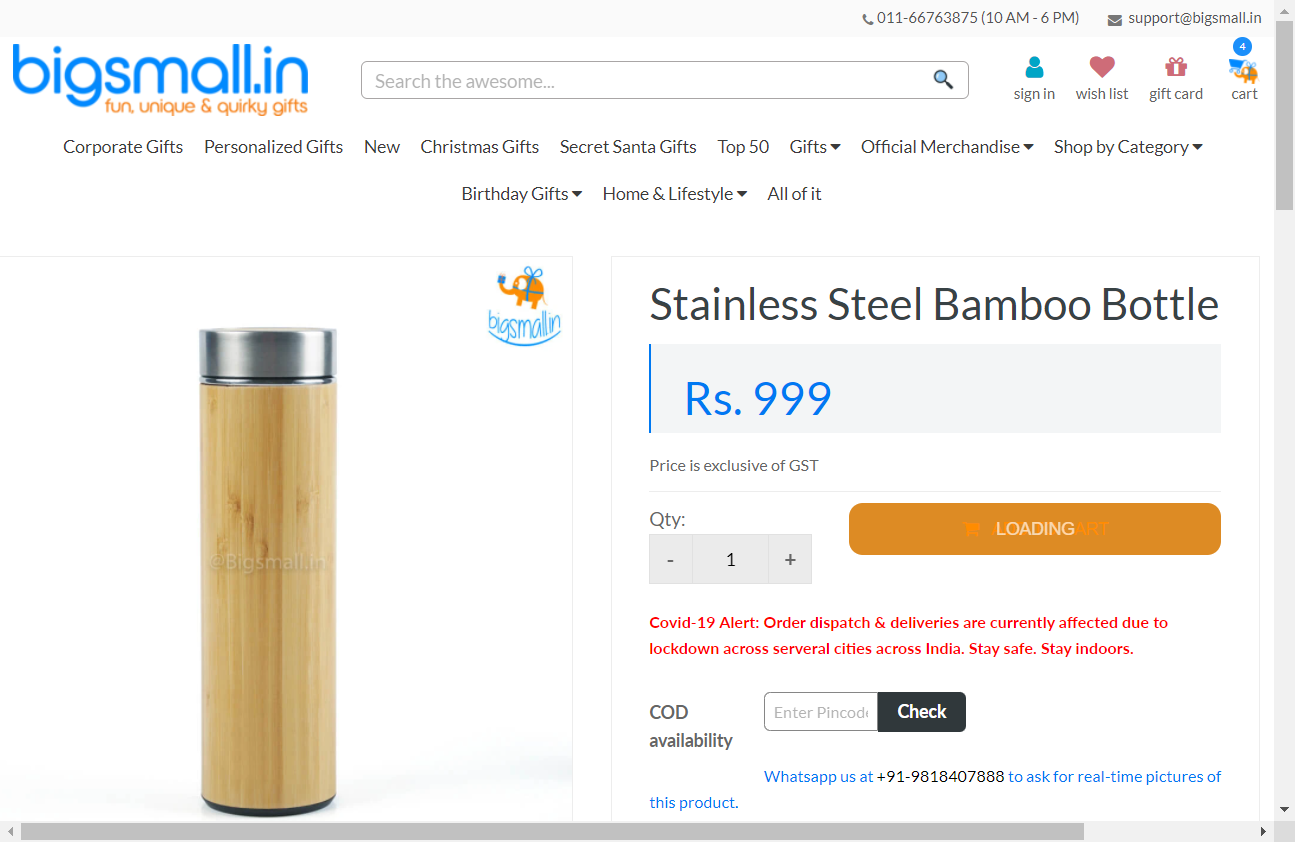 011-66763875 (10 AM - 6 PM) support@bigsmall.in
bigsmall.in
fun, unique & quirky gifts
Search the awesome...
4
sign in wish list gift card cart
Corporate Gifts Personalized Gifts New Christmas Gifts Secret Santa Gifts Top 50 Gifts Official Merchandise Shop by Category
Birthday Gifts Home & Lifestyle All of it
bigsmall.in
@Bigsmall.in
Stainless Steel Bamboo Bottle
Rs. 999
Price is exclusive of GST
Qty:
- 1 +
LOADING
Covid-19 Alert: Order dispatch & deliveries are currently affected due to
lockdown across serveral cities across India. Stay safe. Stay indoors.
COD
availability
Enter Pincode Check
Whatsapp us at +91-9818407888 to ask for real-time pictures of
this product.